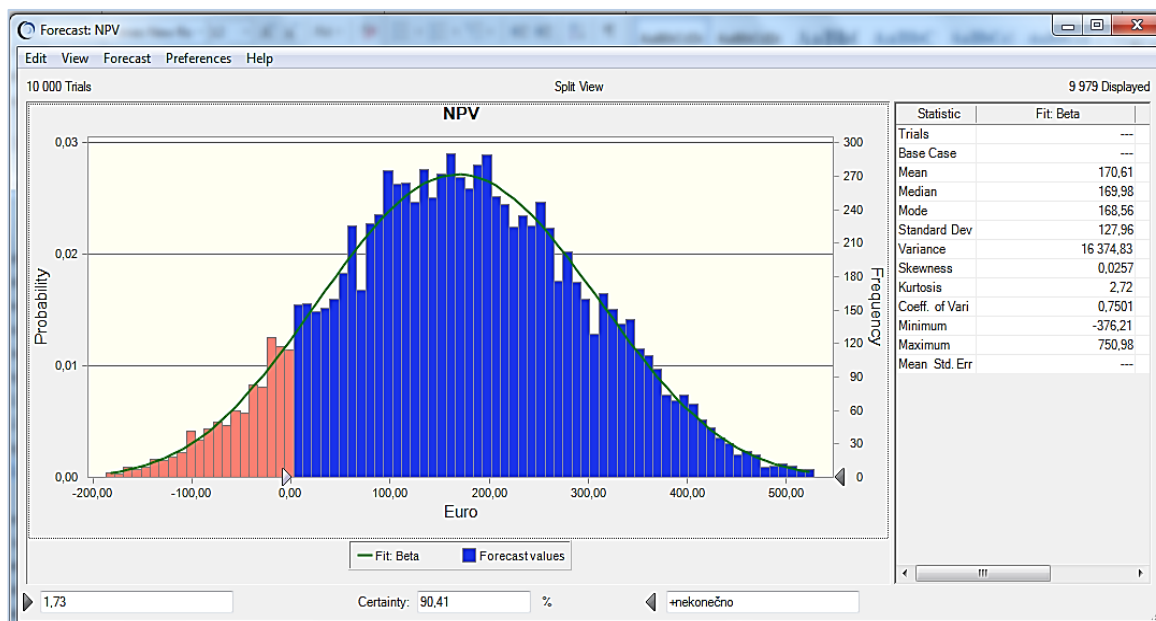 Forecast: NPV
Edit View Forecast Preferences Help
10 000 Trials Split View 9 979 Displayed
NPV
0,03
0,02
0,01
0,00
Probability
300
270
240
210
180
150
120
90
60
30
0
Frequency
-200,00 -100,00 0,00 100,00 200,00 300,00 400,00 500,00
Euro
Fit: Beta Forecast values
Statistic Fit: Beta
Trials ---
Base Case ---
Mean 170,61
Median 169,98
Mode 168,56
Standard Dev 127,96
Variance 16 374,83
Skewness 0,0257
Kurtosis 2,72
Coeff. of Vari 0,7501
Minimum -376,21
Maximum 750,98
Mean Std. Err ---
1,73 Certainty: 90,41 % +nekonečno